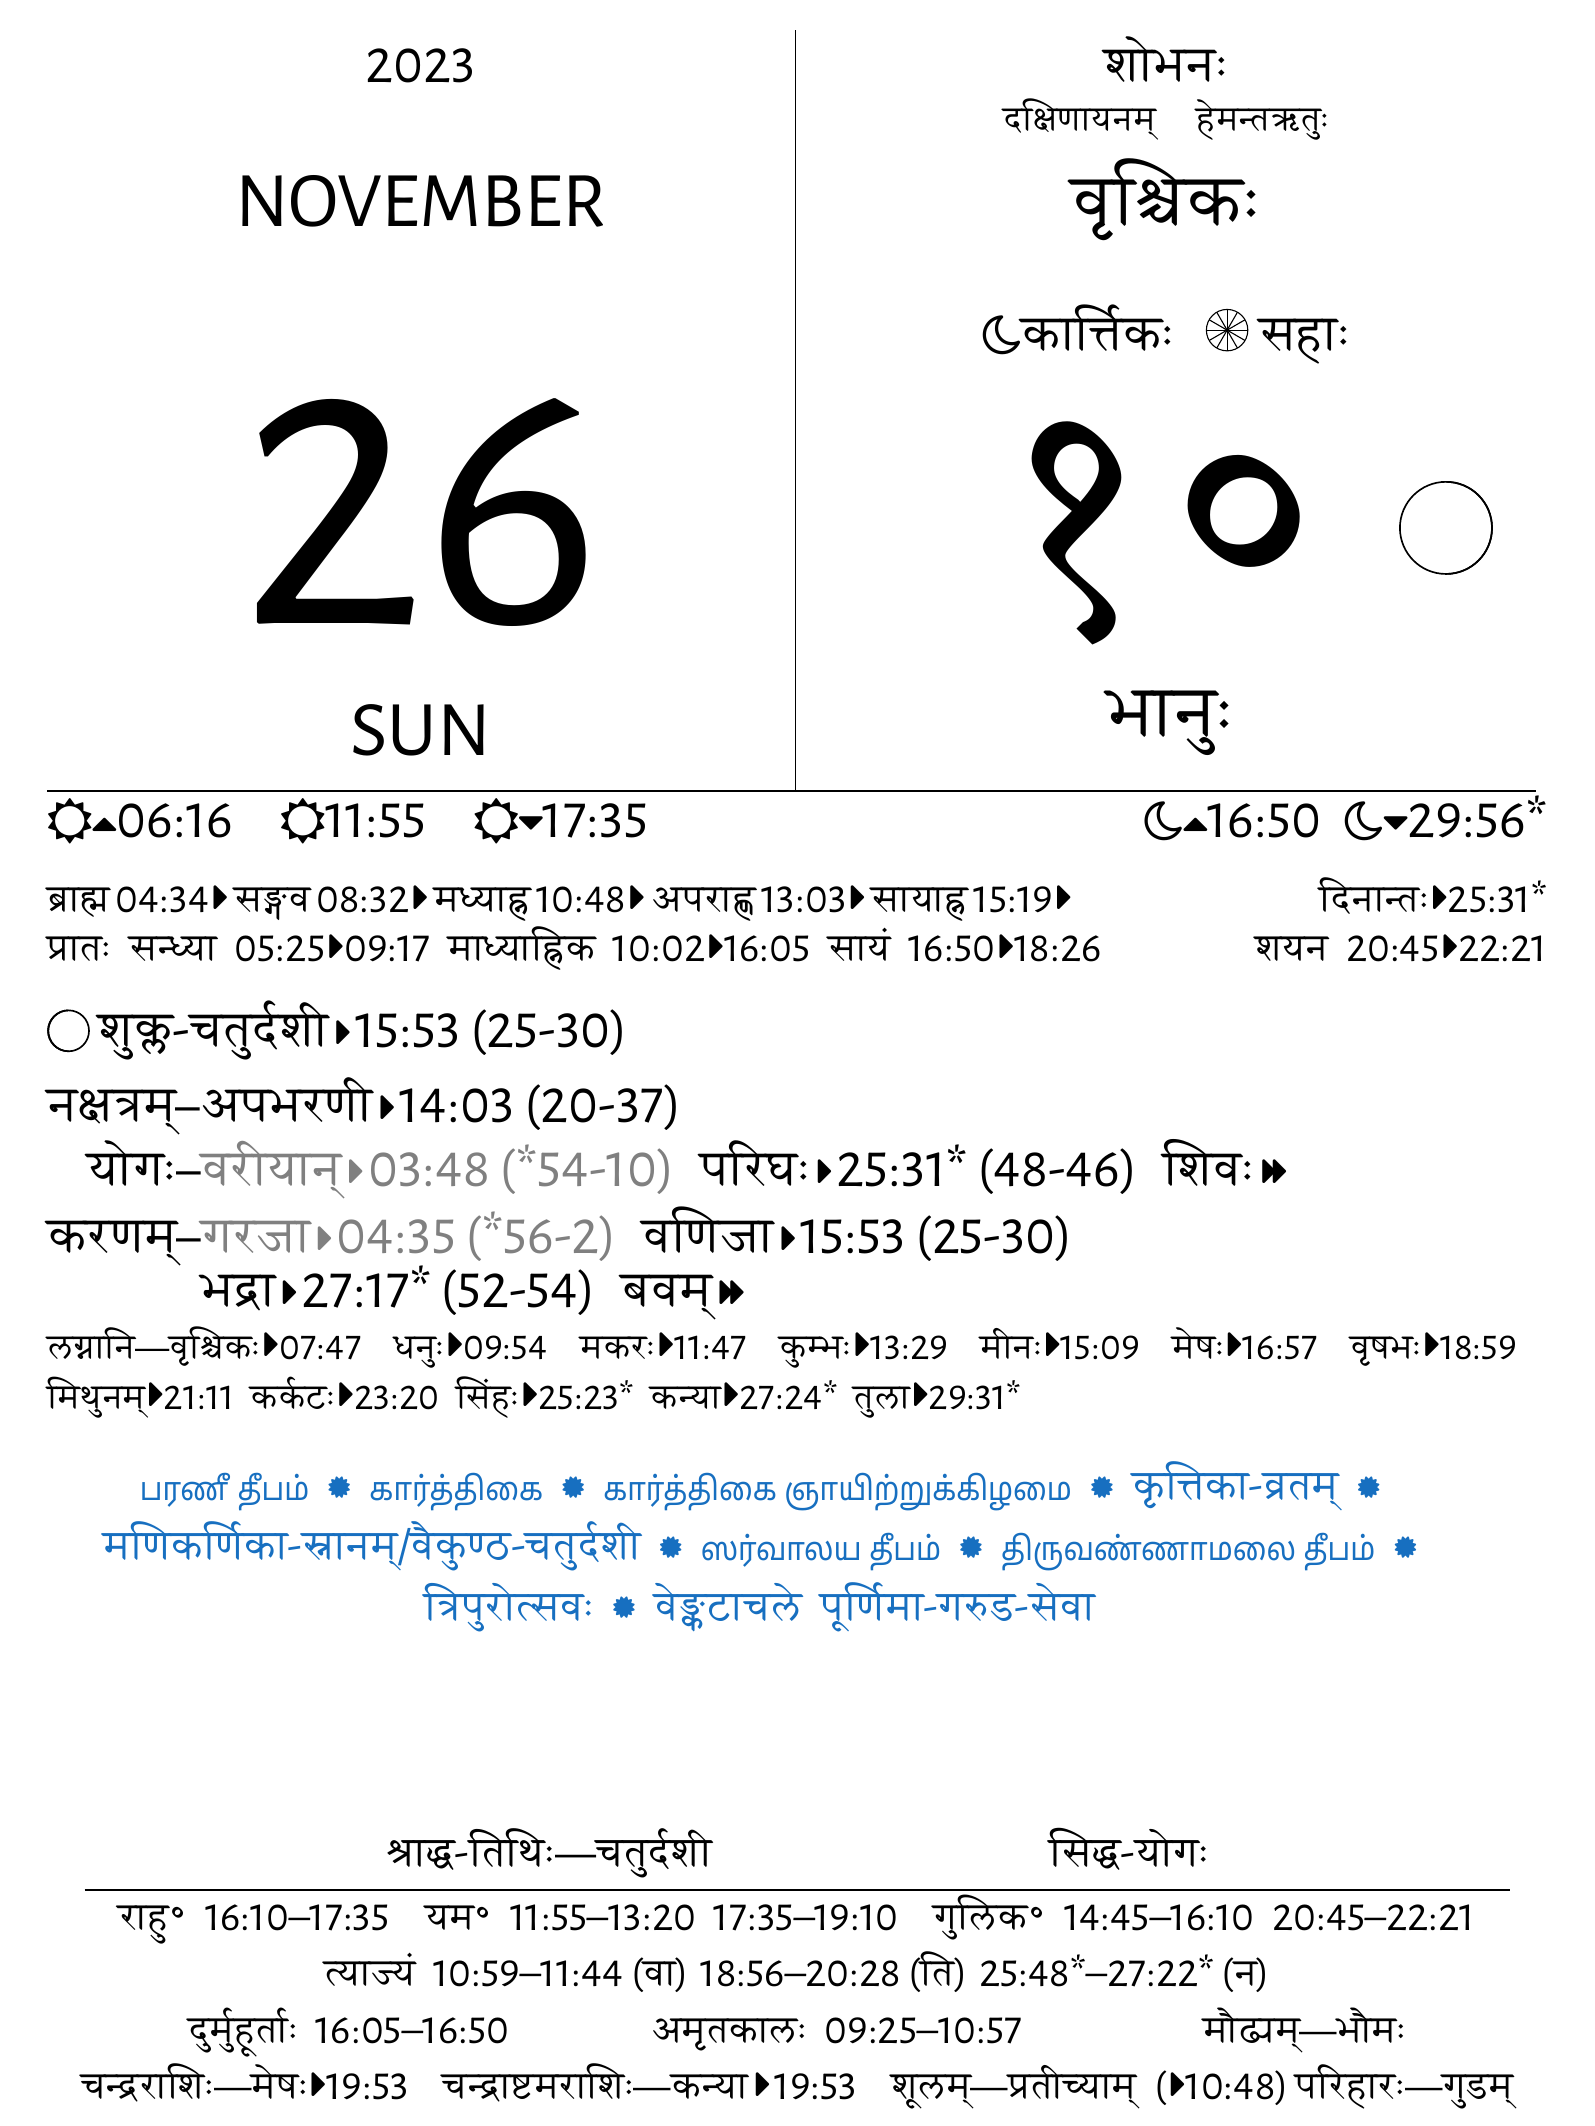 2023
शोभनः
दक्षिणायनम् हेमन्तऋतुः
NOVEMBER
वृश्चिकः
कार्त्तिकः सहाः
26
१०
SUN
भानुः
06:16 11:55 17:35 16:50 29:56*
ब्राह्म 04:34 सङ्गव 08:32 मध्याह्न 10:48 अपराह्ण 13:03 सायाह्न 15:19 दिनान्तः 25:31*
प्रातः सन्ध्या 05:25 09:17 माध्याह्निक 10:02 16:05 सायं 16:50 18:26 शयन 20:45 22:21
शुक्ल-चतुर्दशी 15:53 (25-30)
नक्षत्रम्–अपभरणी 14:03 (20-37)
योगः–वरीयान् 03:48 (*54-10) परिघः 25:31* (48-46) शिवः
करणम्–गरजा 04:35 (*56-2) वणिजा 15:53 (25-30)
भद्रा 27:17* (52-54) बवम्
लग्नानि—वृश्चिकः 07:47 धनुः 09:54 मकरः 11:47 कुम्भः 13:29 मीनः 15:09 मेषः 16:57 वृषभः 18:59
मिथुनम् 21:11 कर्कटः 23:20 सिंहः 25:23* कन्या 27:24* तुला 29:31*
பரணீ தீபம் ✹ கார்த்திகை ✹ கார்த்திகை ஞாயிற்றுக்கிழமை ✹ कृत्तिका-व्रतम् ✹
मणिकर्णिका-स्नानम्/वैकुण्ठ-चतुर्दशी ✹ ஸர்வாலய தீபம் ✹ திருவண்ணாமலை தீபம் ✹
त्रिपुरोत्सवः ✹ वेङ्कटाचले पूर्णिमा-गरुड-सेवा
श्राद्ध-तिथिः—चतुर्दशी सिद्ध-योगः
राहु॰ 16:10–17:35 यम॰ 11:55–13:20 17:35–19:10 गुलिक॰ 14:45–16:10 20:45–22:21
त्याज्यं 10:59–11:44 (वा) 18:56–20:28 (ति) 25:48*–27:22* (न)
दुर्मुहूर्ताः 16:05–16:50 अमृतकालः 09:25–10:57 मौढ्यम्—भौमः
चन्द्रराशिः—मेषः 19:53 चन्द्राष्टमराशिः—कन्या 19:53 शूलम्—प्रतीच्याम् ( 10:48) परिहारः—गुडम्